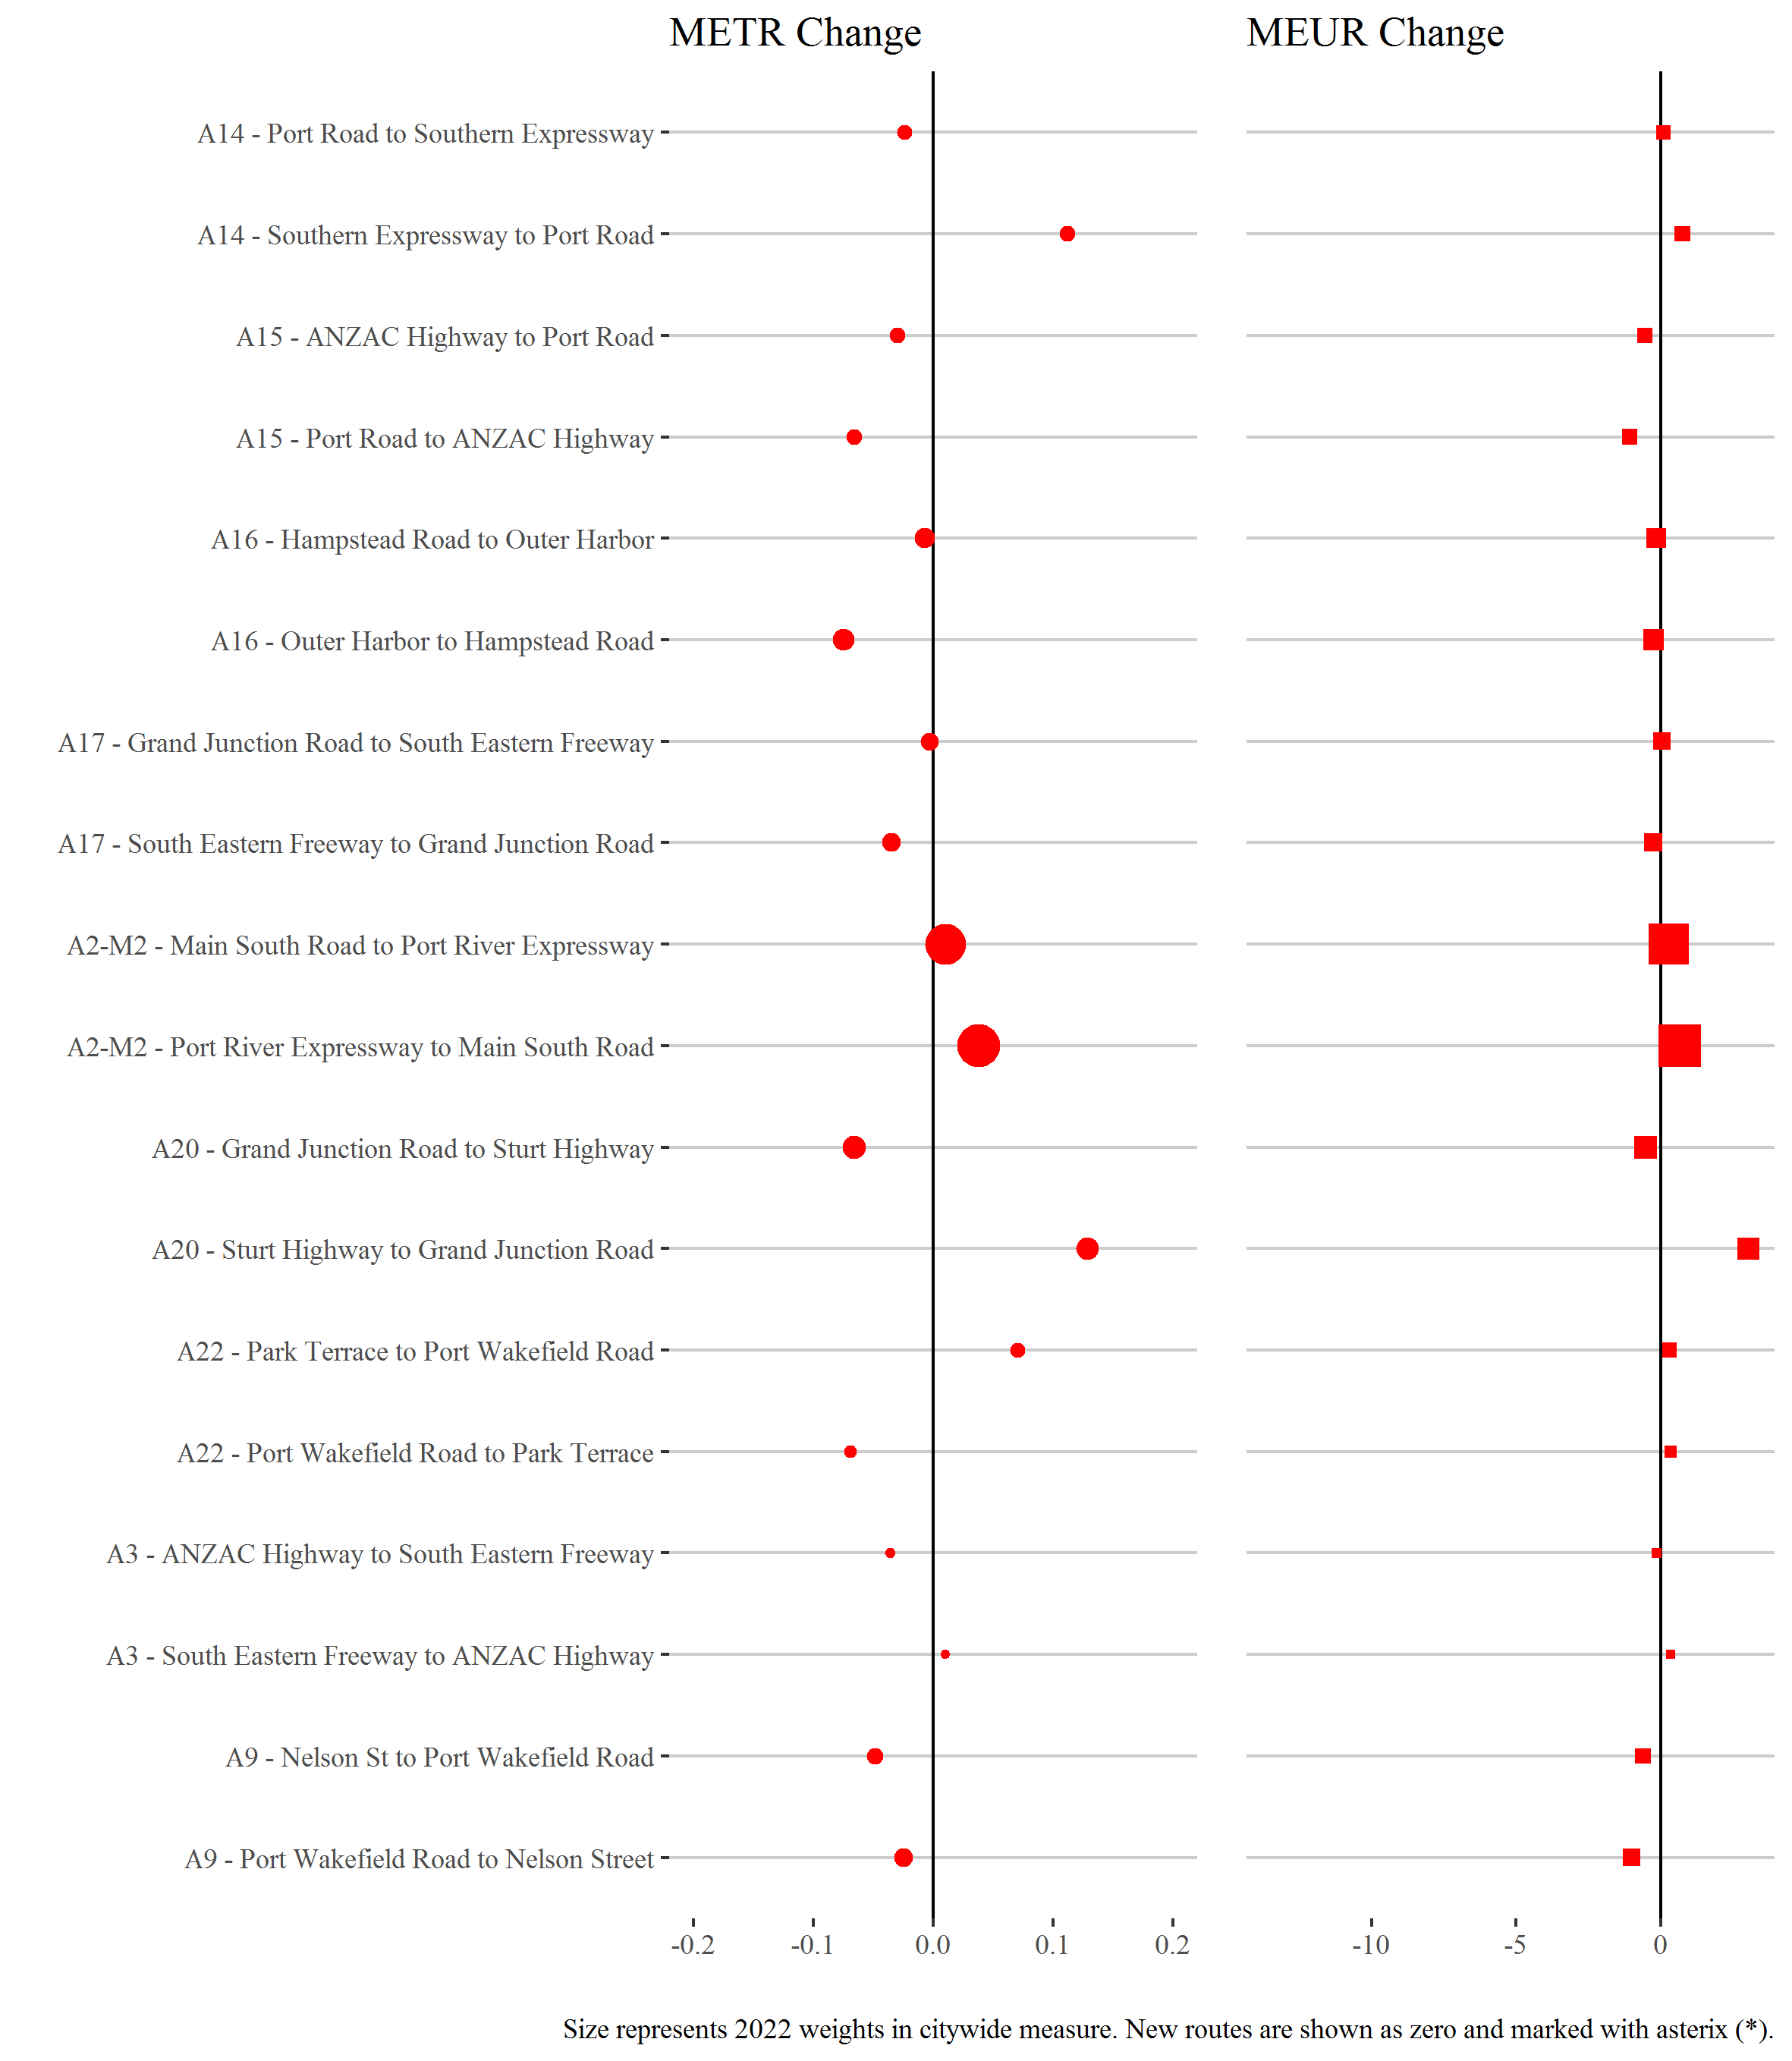 METR Change MEUR Change
A14 - Port Road to Southern Expressway
A14 - Southern Expressway to Port Road
A15 - ANZAC Highway to Port Road
A15 - Port Road to ANZAC Highway
A16 - Hampstead Road to Outer Harbor
A16 - Outer Harbor to Hampstead Road
A17 - Grand Junction Road to South Eastern Freeway
A17 - South Eastern Freeway to Grand Junction Road
A2-M2 - Main South Road to Port River Expressway
A2-M2 - Port River Expressway to Main South Road
A20 - Grand Junction Road to Sturt Highway
A20 - Sturt Highway to Grand Junction Road
A22 - Park Terrace to Port Wakefield Road
A22 - Port Wakefield Road to Park Terrace
A3 - ANZAC Highway to South Eastern Freeway
A3 - South Eastern Freeway to ANZAC Highway
A9 - Nelson St to Port Wakefield Road
A9 - Port Wakefield Road to Nelson Street
-0.2 -0.1 0.0 0.1 0.2 -10 -5 0
Size represents 2022 weights in citywide measure. New routes are shown as zero and marked with asterix (*).